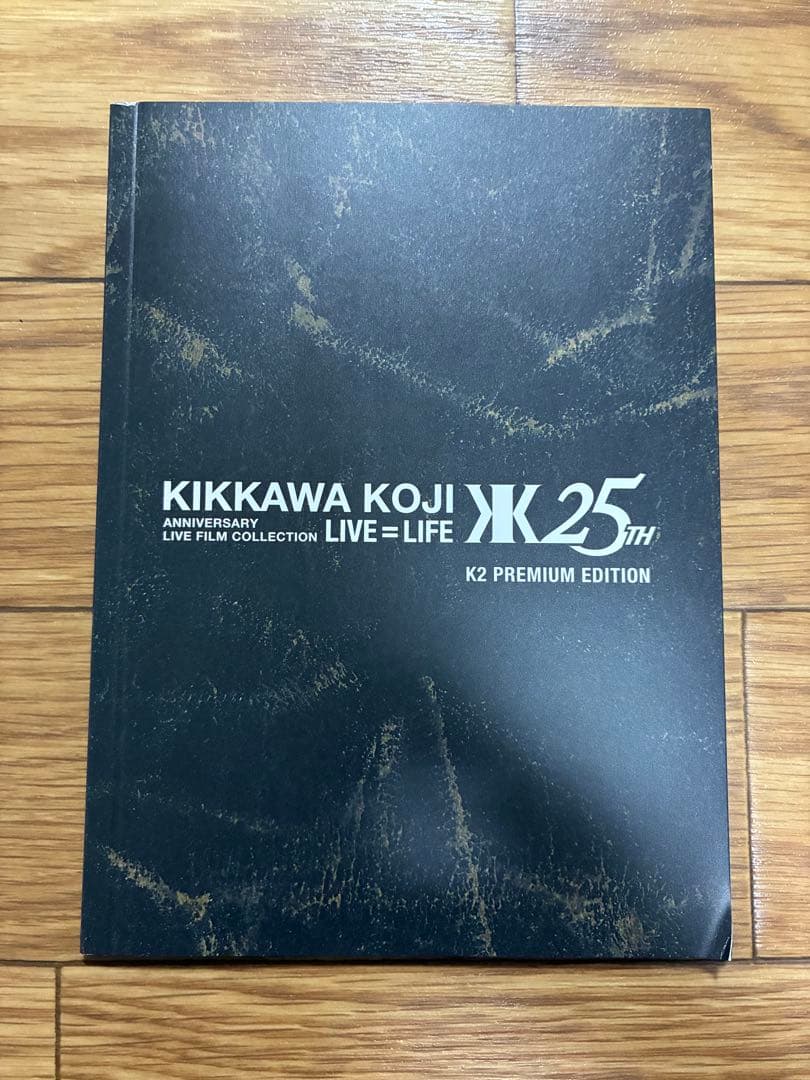 KIKKAWA KOJI
ANNIVERSARY
LIVE FILM COLLECTION LIVE=LIFE
KK 25TH
K2 PREMIUM EDITION